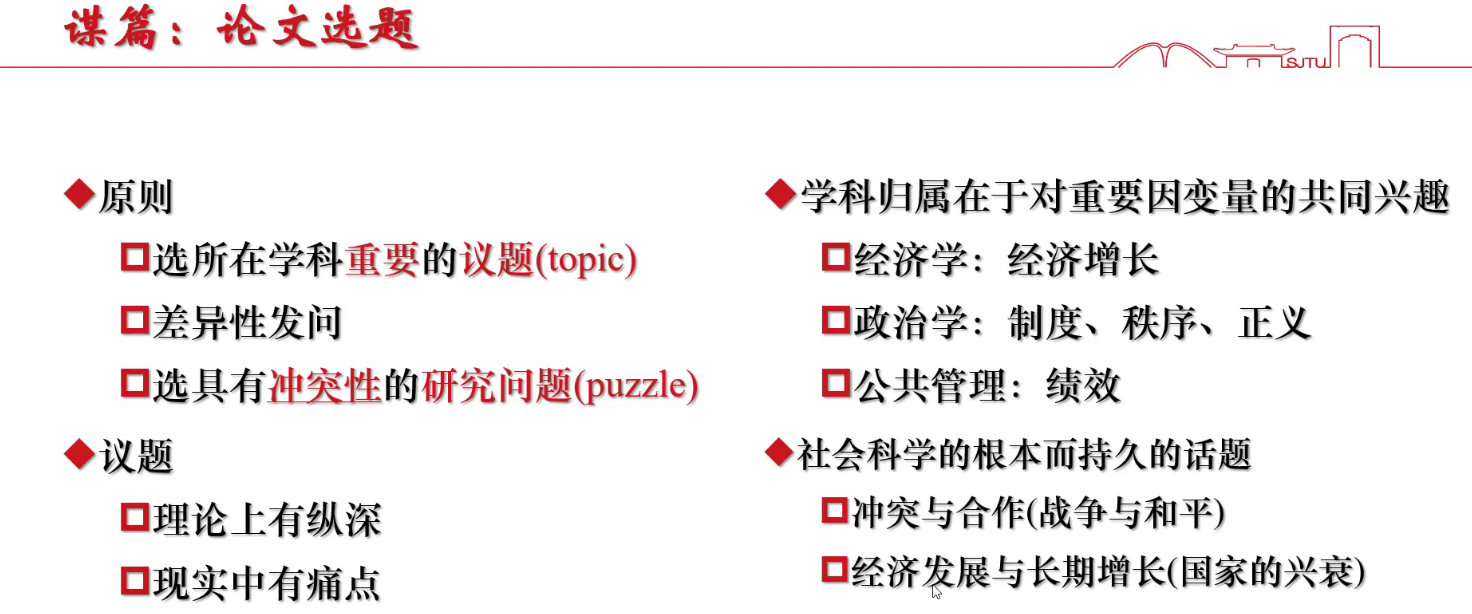 谋篇：论文选题
SJTU
◆原则
选所在学科重要的议题(topic)
差异性发问
选具有冲突性的研究问题(puzzle)
◆议题
理论上有纵深
现实中有痛点
◆学科归属在于对重要因变量的共同兴趣
经济学：经济增长
政治学：制度、秩序、正义
公共管理：绩效
◆社会科学的根本而持久的话题
冲突与合作(战争与和平)
经济发展与长期增长(国家的兴衰)